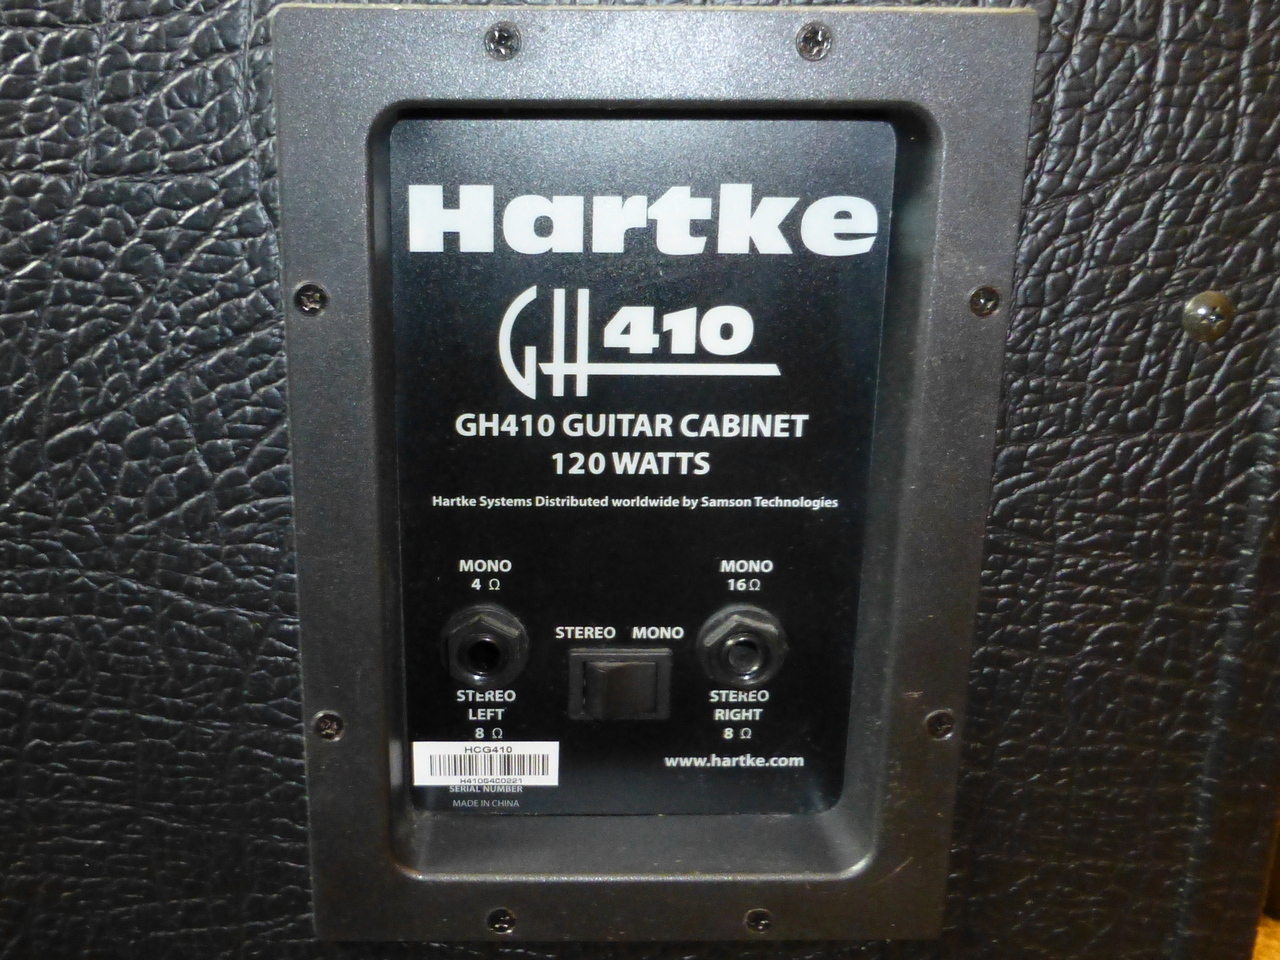 Hartke
GH410
GH410 GUITAR CABINET
120 WATTS
Hartke Systems Distributed worldwide by Samson Technologies
MONO
4 Ω
MONO
16 Ω
STEREO MONO
STEREO
LEFT
8 Ω
STEREO
RIGHT
8 Ω
HCG410
H410G4C0221
SERIAL NUMBER
MADE IN CHINA
www.hartke.com